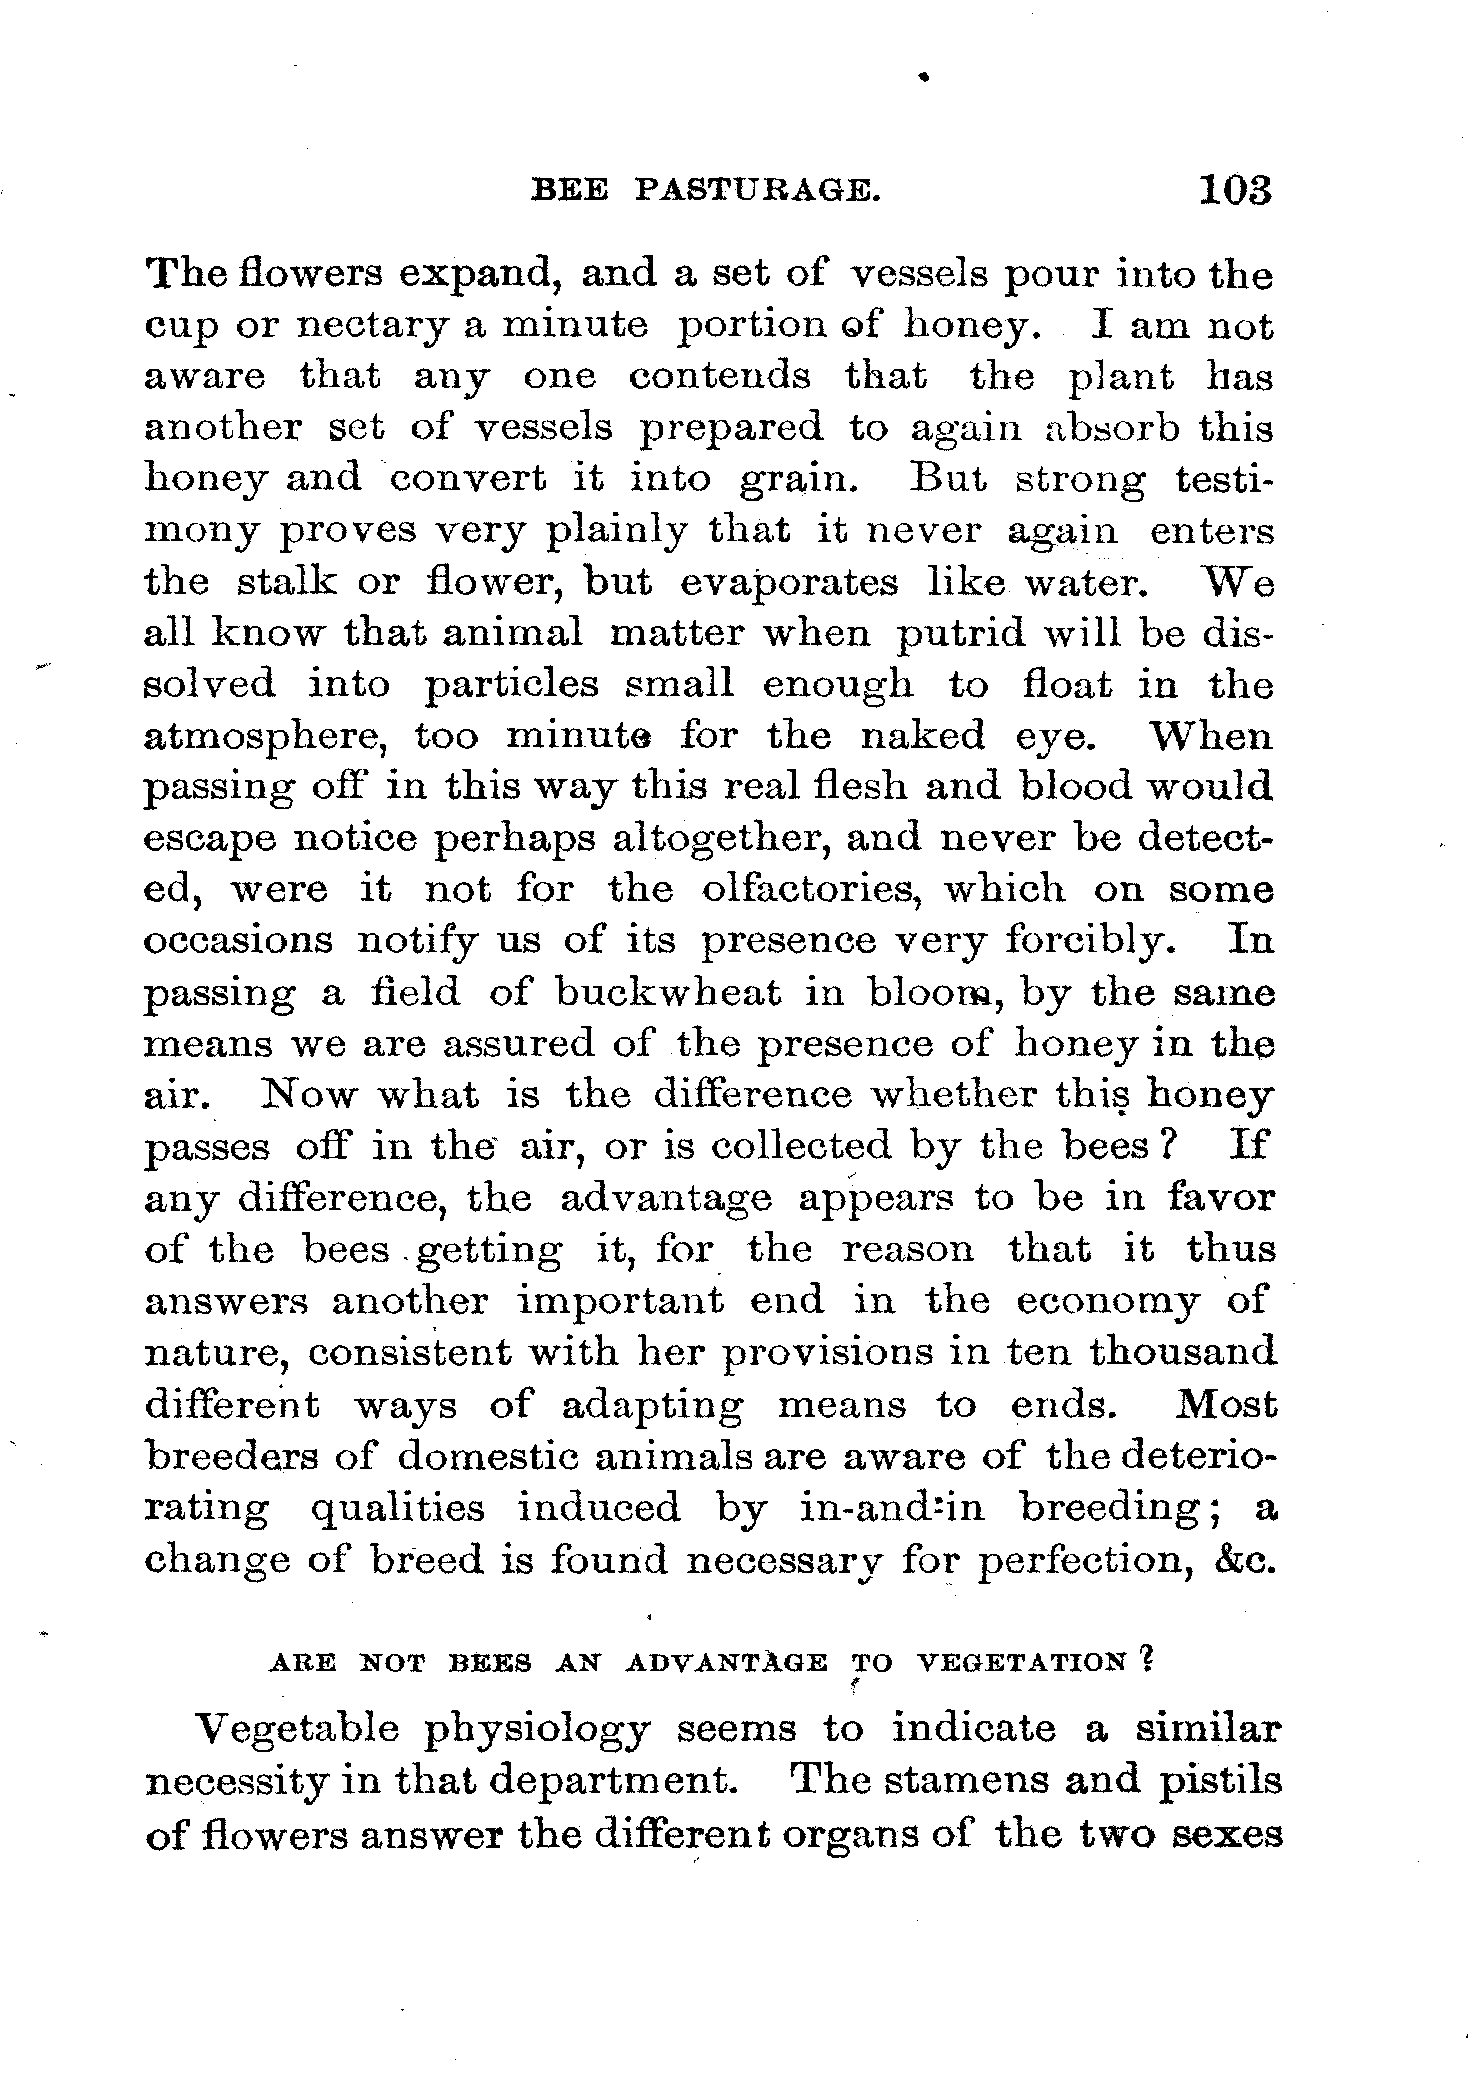 BEE PASTURAGE. 103
The flowers expand, and a set of vessels pour into the
cup or nectary a minute portion of honey. I am not
aware that any one contends that the plant has
another set of vessels prepared to again absorb this
honey and convert it into grain. But strong testi-
mony proves very plainly that it never again enters
the stalk or flower, but evaporates like water. We
all know that animal matter when putrid will be dis-
solved into particles small enough to float in the
atmosphere, too minute for the naked eye. When
passing off in this way this real flesh and blood would
escape notice perhaps altogether, and never be detect-
ed, were it not for the olfactories, which on some
occasions notify us of its presence very forcibly. In
passing a field of buckwheat in bloom, by the same
means we are assured of the presence of honey in the
air. Now what is the difference whether this honey
passes off in the air, or is collected by the bees? If
any difference, the advantage appears to be in favor
of the bees getting it, for the reason that it thus
answers another important end in the economy of
nature, consistent with her provisions in ten thousand
different ways of adapting means to ends. Most
breeders of domestic animals are aware of the deterio-
rating qualities induced by in-and-in breeding; a
change of breed is found necessary for perfection, &c.
ARE NOT BEES AN ADVANTAGE TO VEGETATION?
Vegetable physiology seems to indicate a similar
necessity in that department. The stamens and pistils
of flowers answer the different organs of the two sexes